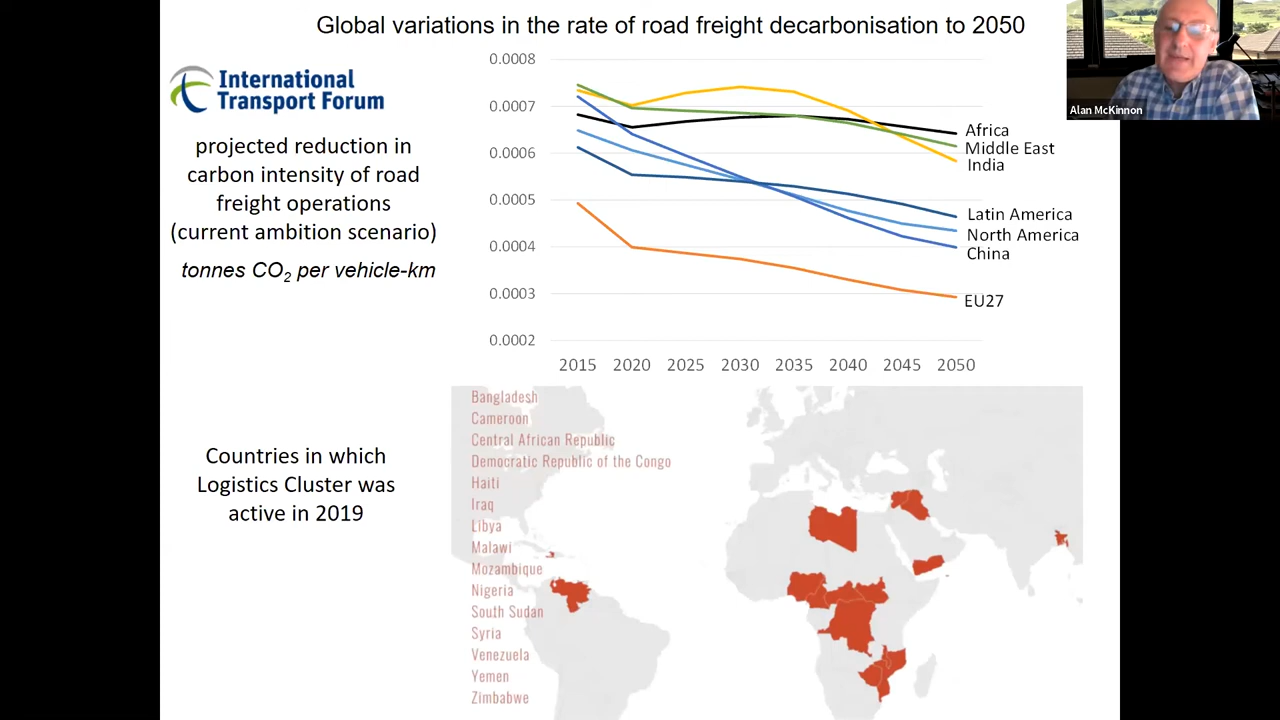 Global variations in the rate of road freight decarbonisation to 2050
International
Transport Forum
projected reduction in
carbon intensity of road
freight operations
(current ambition scenario)
tonnes CO2 per vehicle-km
0.0008
0.0007
0.0006
0.0005
0.0004
0.0003
0.0002
2015 2020 2025 2030 2035 2040 2045 2050
Africa
Middle East
India
Latin America
North America
China
EU27
Alan McKinnon
Countries in which
Logistics Cluster was
active in 2019
Bangladesh
Cameroon
Central African Republic
Democratic Republic of the Congo
Haiti
Iraq
Libya
Malawi
Mozambique
Nigeria
South Sudan
Syria
Venezuela
Yemen
Zimbabwe